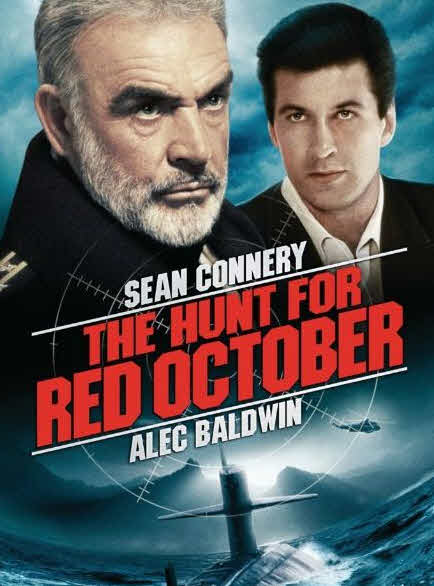 SEAN CONNERY
THE HUNT FOR
RED OCTOBER
ALEC BALDWIN